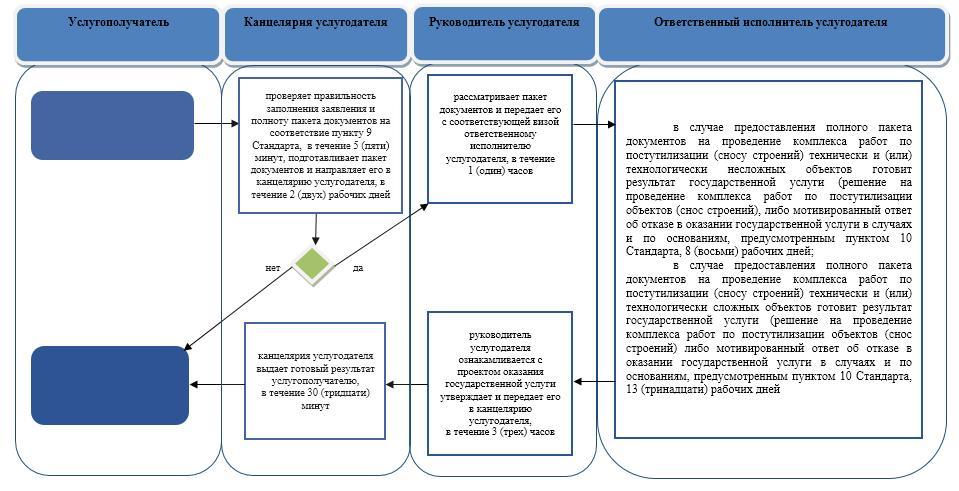 Услугополучатель
Канцелярия услугодателя
Руководитель услугодателя
Ответственный исполнитель услугодателя
проверяет правильность
заполнения заявления и
полноту пакета документов на
соответствие пункту 9
Стандарта, в течение 5 (пяти)
минут, подготавливает пакет
документов и направляет его в
канцелярию услугодателя, в
течение 2 (двух) рабочих дней
рассматривает пакет
документов и передает его
с соответствующей визой
ответственному
исполнителю
услугодателя, в течение
1 (один) часов
в случае предоставления полного пакета
документов на проведение комплекса работ по
постутилизации (сносу строений) технически и (или)
технологически несложных объектов готовит
результат государственной услуги (решение на
проведение комплекса работ по постутилизации
объектов (снос строений), либо мотивированный ответ
об отказе в оказании государственной услуги в случаях
и по основаниям, предусмотренным пунктом 10
Стандарта, 8 (восьми) рабочих дней;
в случае предоставления полного пакета
документов на проведение комплекса работ по
постутилизации (сносу строений) технически и (или)
технологически сложных объектов готовит результат
государственной услуги (решение на проведение
комплекса работ по постутилизации объектов (снос
строений) либо мотивированный ответ об отказе в
оказании государственной услуги в случаях и по
основаниям, предусмотренным пунктом 10 Стандарта,
13 (тринадцати) рабочих дней
нет
да
канцелярия услугодателя
выдает готовый результат
услугополучателю,
в течение 30 (тридцати)
минут
руководитель
услугодателя
ознакамливается с
проектом оказания
государственной услуги
утверждает и передает его
в канцелярию
услугодателя,
в течение 3 (трех) часов